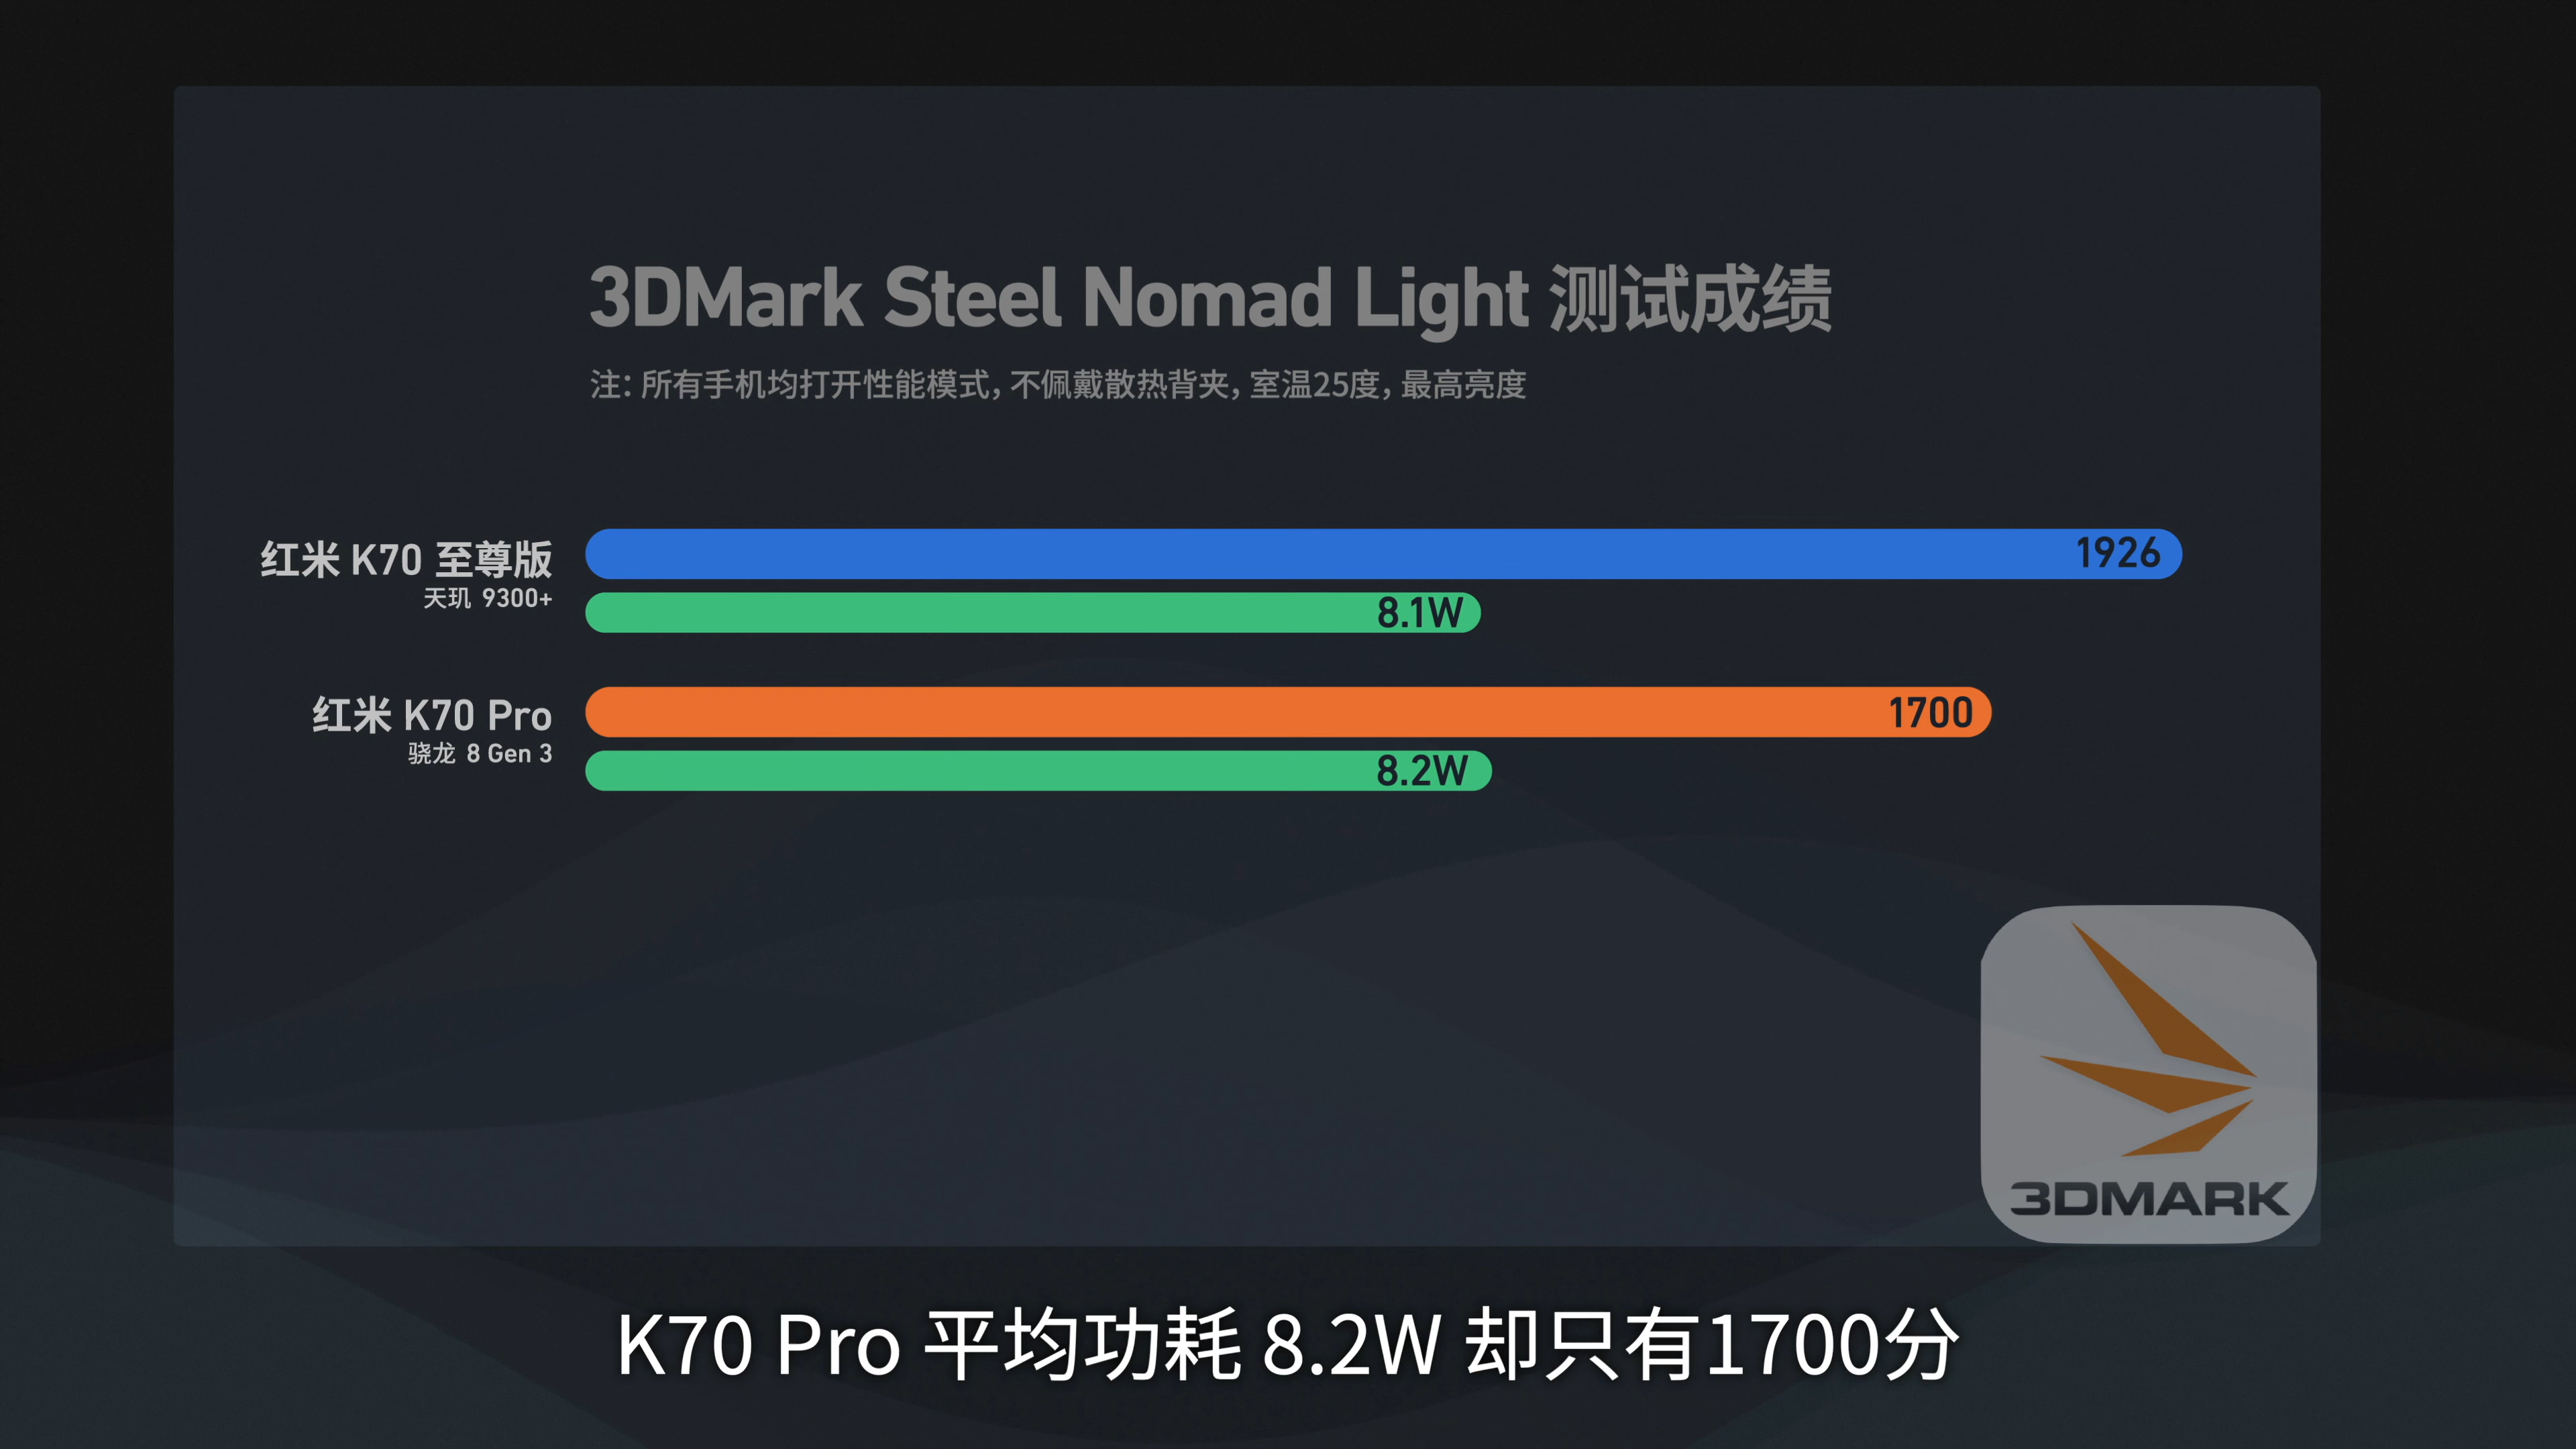 3DMark Steel Nomad Light 测试成绩
注：所有手机均打开性能模式，不佩戴散热背夹，室温25度，最高亮度
红米 K70 至尊版
天玑 9300+
1926
8.1W
红米 K70 Pro
骁龙 8 Gen 3
1700
8.2W
3DMARK
K70 Pro 平均功耗 8.2W 却只有1700分